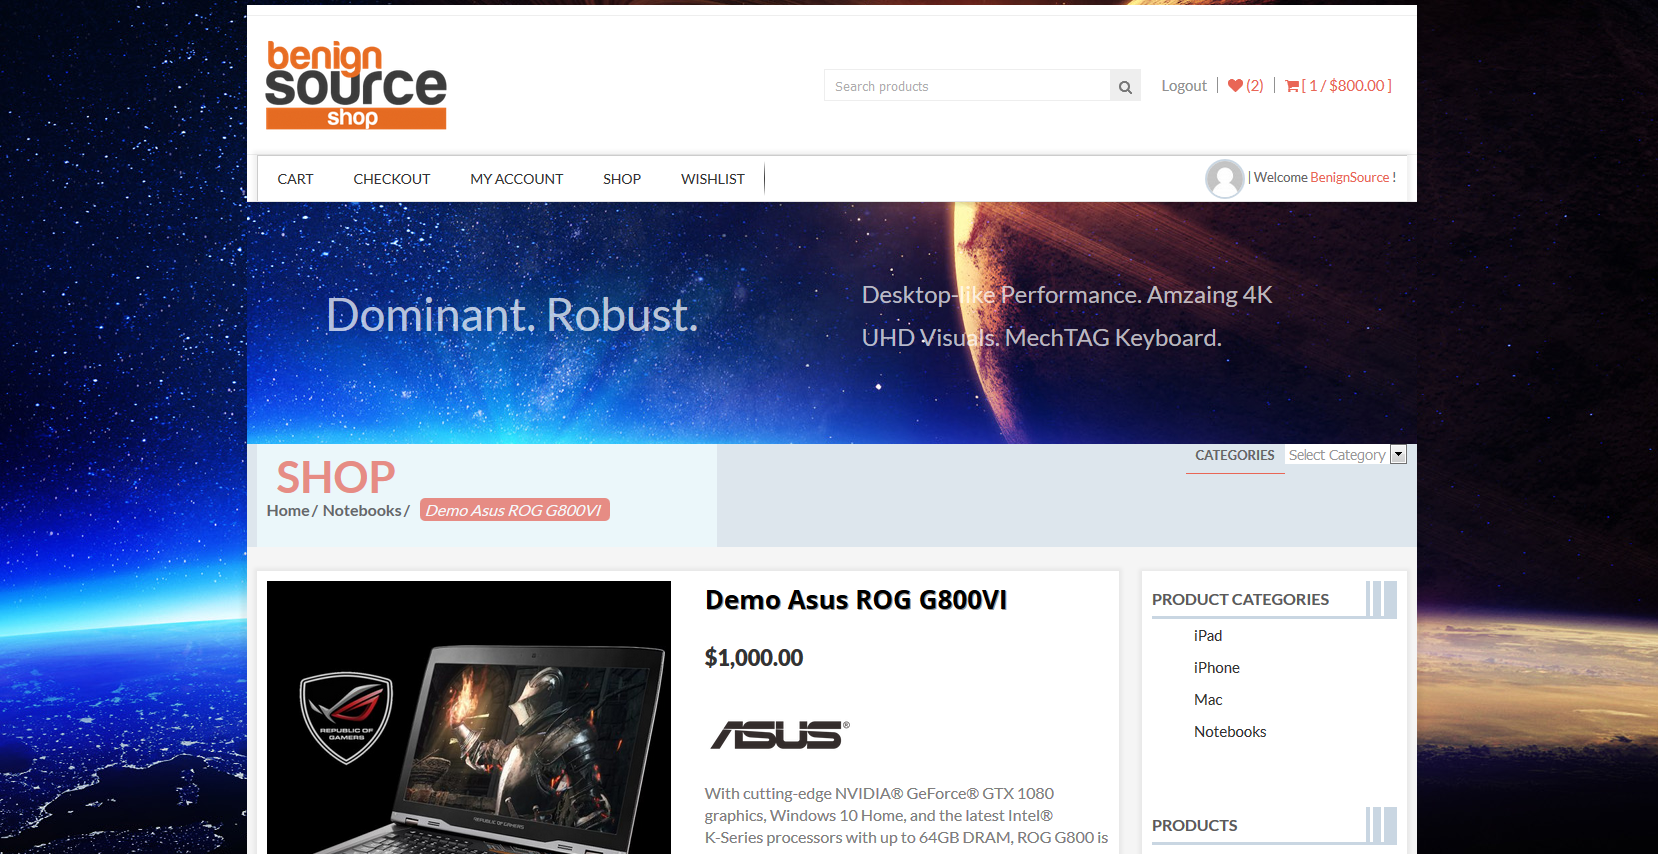 benign
source
shop
Search products
Logout | (2) | [ 1 / $800.00 ]
CART CHECKOUT MY ACCOUNT SHOP WISHLIST
| Welcome BenignSource !
Dominant. Robust.
Desktop-like Performance. Amzaing 4K
UHD Visuals. MechTAG Keyboard.
SHOP
Home / Notebooks / Demo Asus ROG G800VI
CATEGORIES Select Category
REPUBLIC OF
GAMERS
REPUBLIC OF GAMERS
Demo Asus ROG G800VI
$1,000.00
ASUS®
With cutting-edge NVIDIA® GeForce® GTX 1080
graphics, Windows 10 Home, and the latest Intel®
K-Series processors with up to 64GB DRAM, ROG G800 is
PRODUCT CATEGORIES
iPad
iPhone
Mac
Notebooks
PRODUCTS